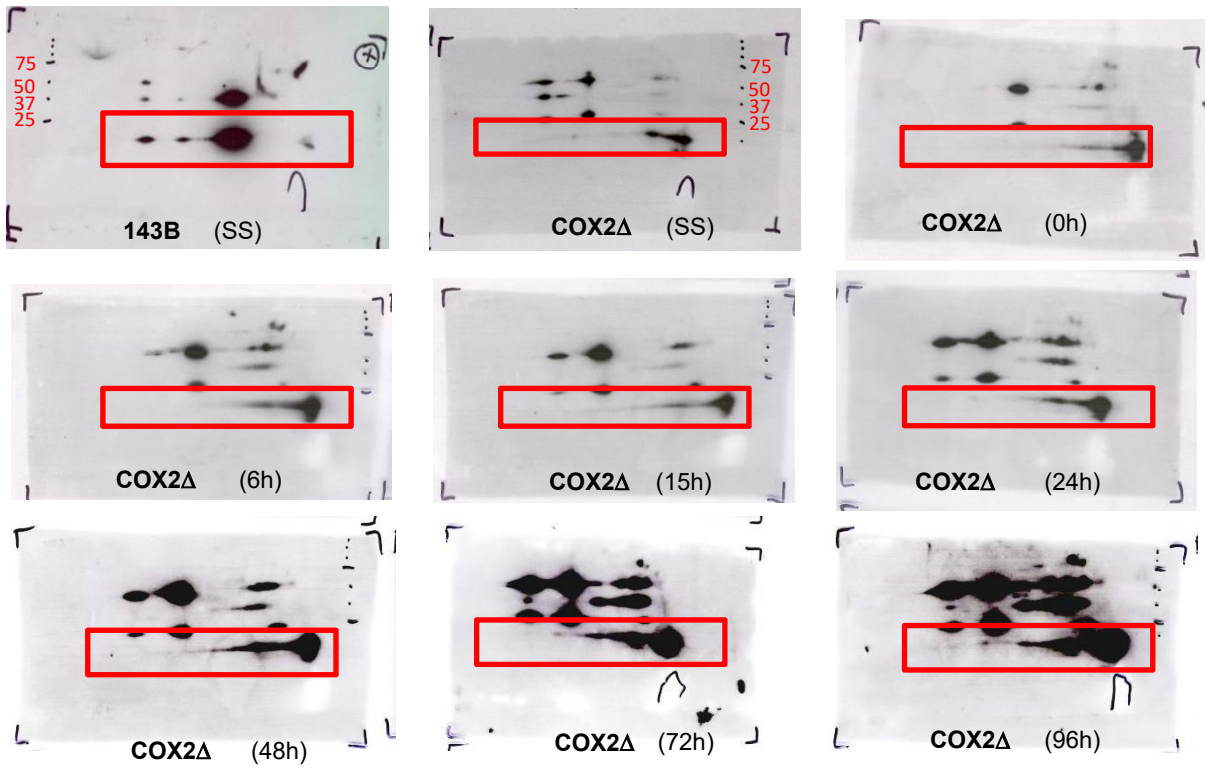 75
50
37
25
143B (SS)
75
50
37
25
COX2Δ (SS)
COX2Δ (0h)
COX2Δ (6h)
COX2Δ (15h)
COX2Δ (24h)
COX2Δ (48h)
COX2Δ (72h)
COX2Δ (96h)